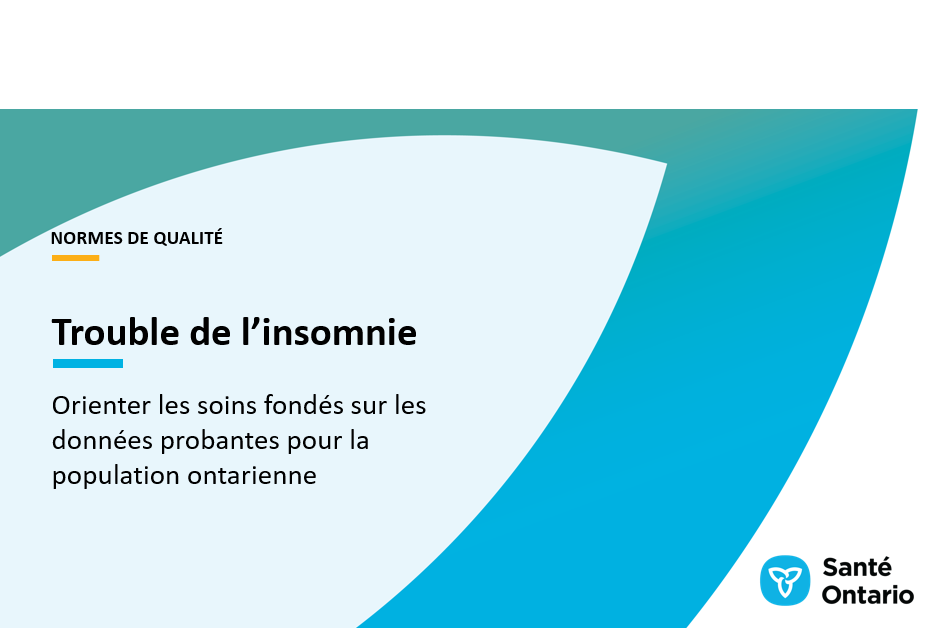 NORMES DE QUALITÉ
Trouble de l’insomnie
Orienter les soins fondés sur les
données probantes pour la
population ontarienne
Santé
Ontario